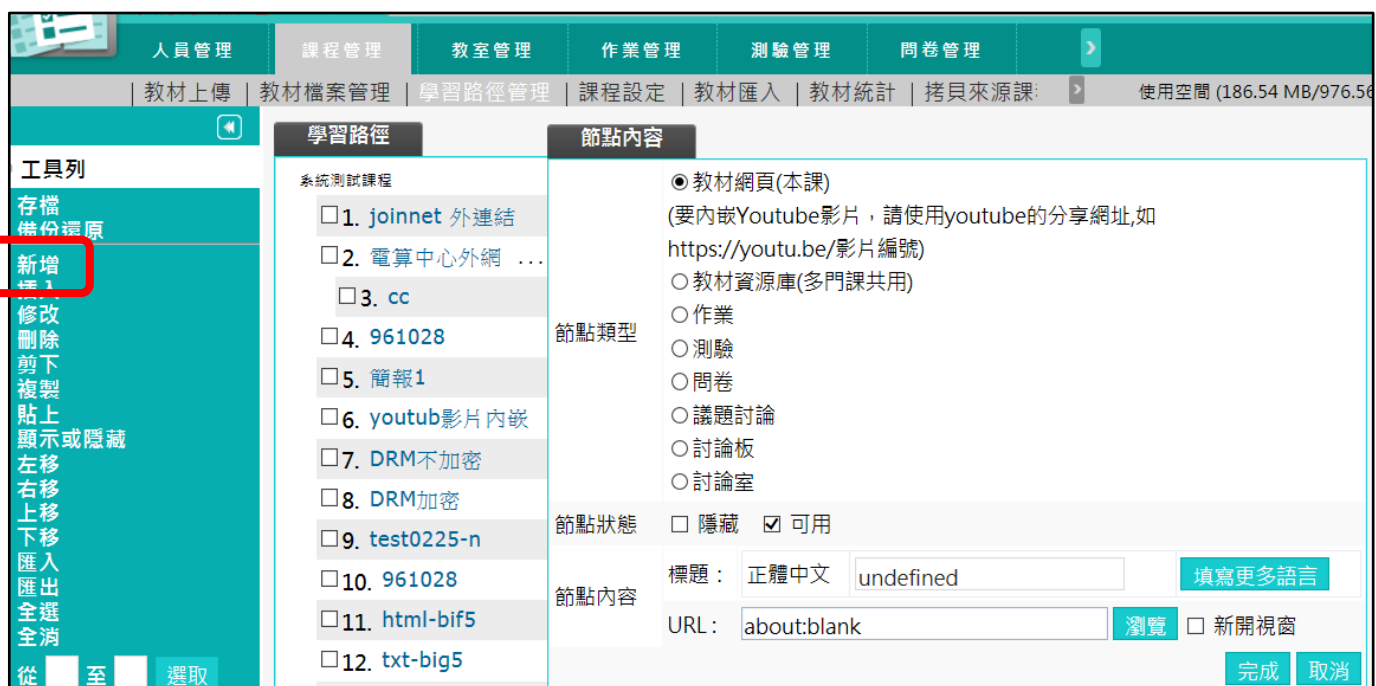 人員管理 課程管理 教室管理 作業管理 測驗管理 問卷管理
| 教材上傳 | 教材檔案管理 | 學習路徑管理 | 課程設定 | 教材匯入 | 教材統計 | 拷貝來源課 使用空間 (186.54 MB/976.56
工具列
存檔
備份還原
新增
插入
修改
刪除
剪下
複製
貼上
顯示或隱藏
左移
右移
上移
下移
匯入
匯出
全選
全消
從 至 選取
學習路徑
系統測試課程
1. joinnet 外連結
2. 電算中心外網 ...
3. cc
4. 961028
5. 簡報1
6. youtub影片內嵌
7. DRM不加密
8. DRM加密
9. test0225-n
10. 961028
11. html-bif5
12. txt-big5
節點內容
節點類型
教材網頁(本課)
(要內嵌Youtube影片，請使用youtube的分享網址,如
https://youtu.be/影片編號)
教材資源庫(多門課共用)
作業
測驗
問卷
議題討論
討論板
討論室
節點狀態 隱藏 可用
節點內容
標題： 正體中文 undefined 填寫更多語言
URL： about:blank 瀏覽 新開視窗
完成 取消